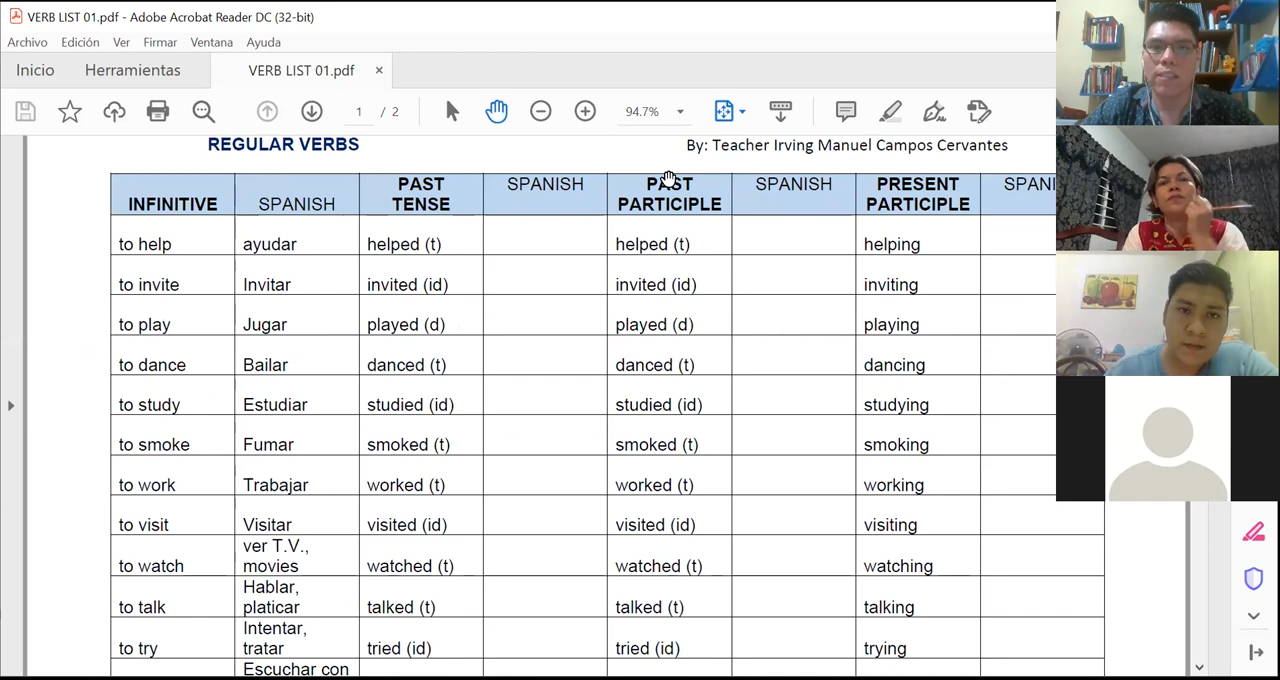 VERB LIST 01.pdf - Adobe Acrobat Reader DC (32-bit)
Archivo Edición Ver Firmar Ventana Ayuda
Inicio Herramientas VERB LIST 01.pdf ×
1 / 2 94.7%
REGULAR VERBS By: Teacher Irving Manuel Campos Cervantes
INFINITIVE SPANISH PAST TENSE SPANISH PAST PARTICIPLE SPANISH PRESENT PARTICIPLE SPANI
to help ayudar helped (t) helped (t) helping
to invite Invitar invited (id) invited (id) inviting
to play Jugar played (d) played (d) playing
to dance Bailar danced (t) danced (t) dancing
to study Estudiar studied (id) studied (id) studying
to smoke Fumar smoked (t) smoked (t) smoking
to work Trabajar worked (t) worked (t) working
to visit Visitar visited (id) visited (id) visiting
to watch ver T.V., movies watched (t) watched (t) watching
to talk Hablar, platicar talked (t) talked (t) talking
to try Intentar, tratar tried (id) tried (id) trying
Escuchar con